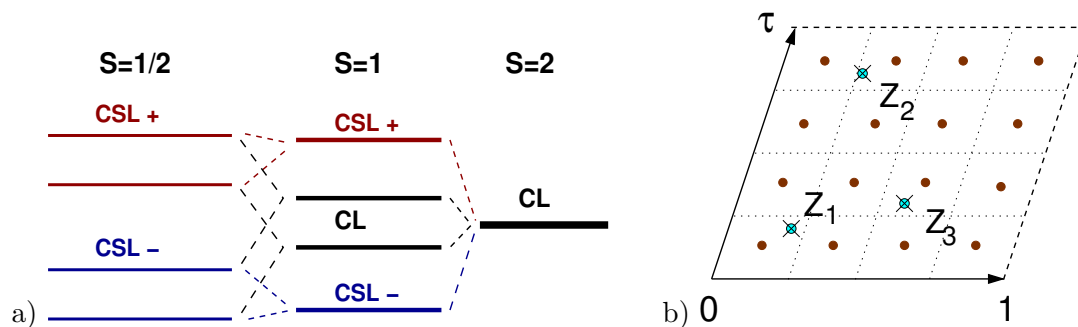 S=1/2 S=1 S=2
CSL +
CSL +
CL
CL
CSL −
CSL −
a)
τ
Z2
Z1
Z3
b) 0 1